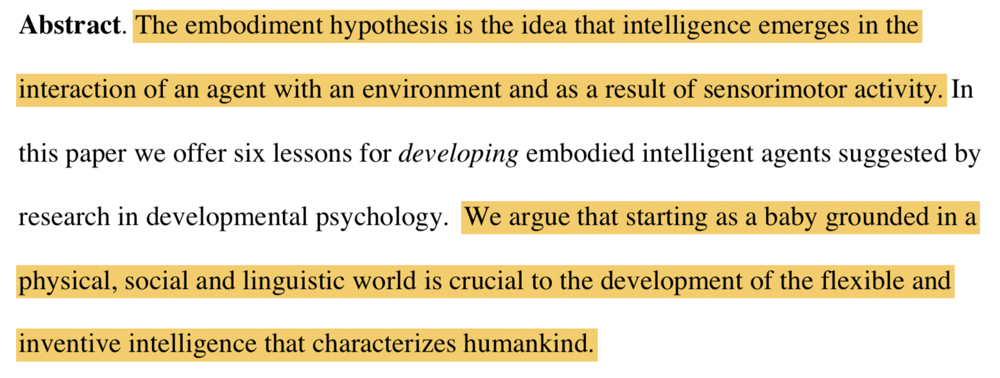 Abstract. The embodiment hypothesis is the idea that intelligence emerges in the
interaction of an agent with an environment and as a result of sensorimotor activity. In
this paper we offer six lessons for developing embodied intelligent agents suggested by
research in developmental psychology. We argue that starting as a baby grounded in a
physical, social and linguistic world is crucial to the development of the flexible and
inventive intelligence that characterizes humankind.